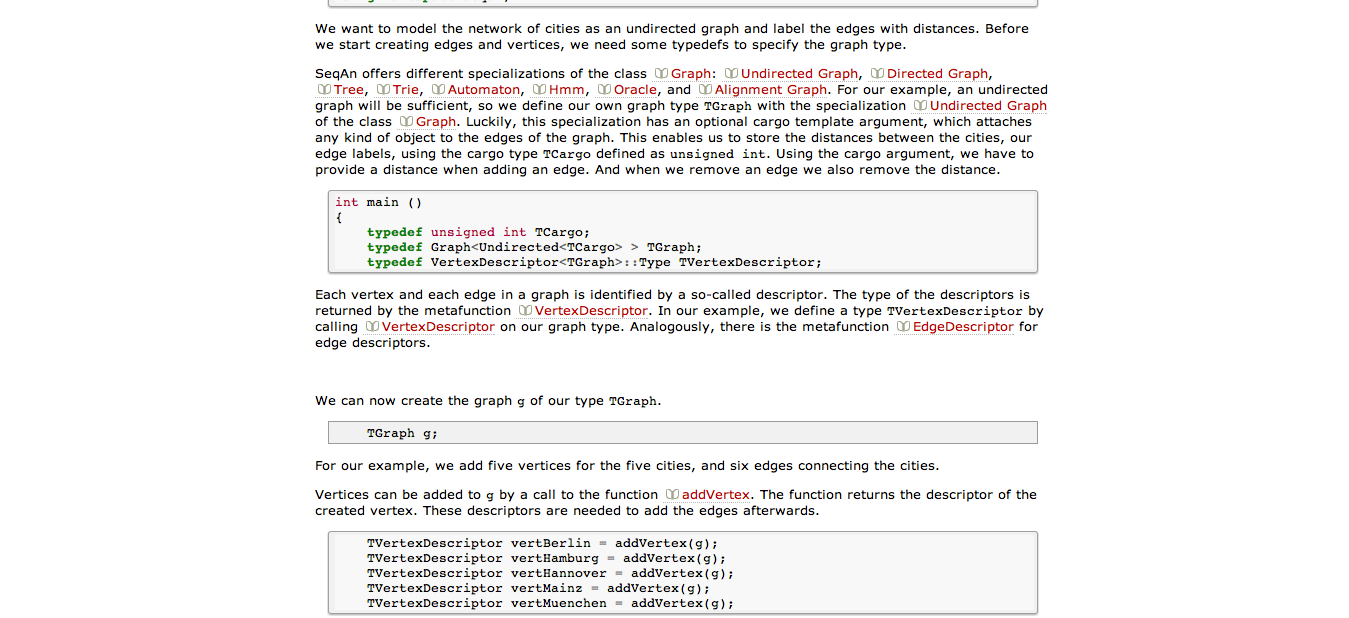 We want to model the network of cities as an undirected graph and label the edges with distances. Before
we start creating edges and vertices, we need some typedefs to specify the graph type.
SeqAn offers different specializations of the class Graph: Undirected Graph, Directed Graph,
Tree, Trie, Automaton, Hmm, Oracle, and Alignment Graph. For our example, an undirected
graph will be sufficient, so we define our own graph type TGraph with the specialization Undirected Graph
of the class Graph. Luckily, this specialization has an optional cargo template argument, which attaches
any kind of object to the edges of the graph. This enables us to store the distances between the cities, our
edge labels, using the cargo type TCargo defined as unsigned int. Using the cargo argument, we have to
provide a distance when adding an edge. And when we remove an edge we also remove the distance.
int main ()
{
    typedef unsigned int TCargo;
    typedef Graph<Undirected<TCargo> > TGraph;
    typedef VertexDescriptor<TGraph>::Type TVertexDescriptor;
Each vertex and each edge in a graph is identified by a so-called descriptor. The type of the descriptors is
returned by the metafunction VertexDescriptor. In our example, we define a type TVertexDescriptor by
calling VertexDescriptor on our graph type. Analogously, there is the metafunction EdgeDescriptor for
edge descriptors.
We can now create the graph g of our type TGraph.
    TGraph g;
For our example, we add five vertices for the five cities, and six edges connecting the cities.
Vertices can be added to g by a call to the function addVertex. The function returns the descriptor of the
created vertex. These descriptors are needed to add the edges afterwards.
    TVertexDescriptor vertBerlin = addVertex(g);
    TVertexDescriptor vertHamburg = addVertex(g);
    TVertexDescriptor vertHannover = addVertex(g);
    TVertexDescriptor vertMainz = addVertex(g);
    TVertexDescriptor vertMuenchen = addVertex(g);